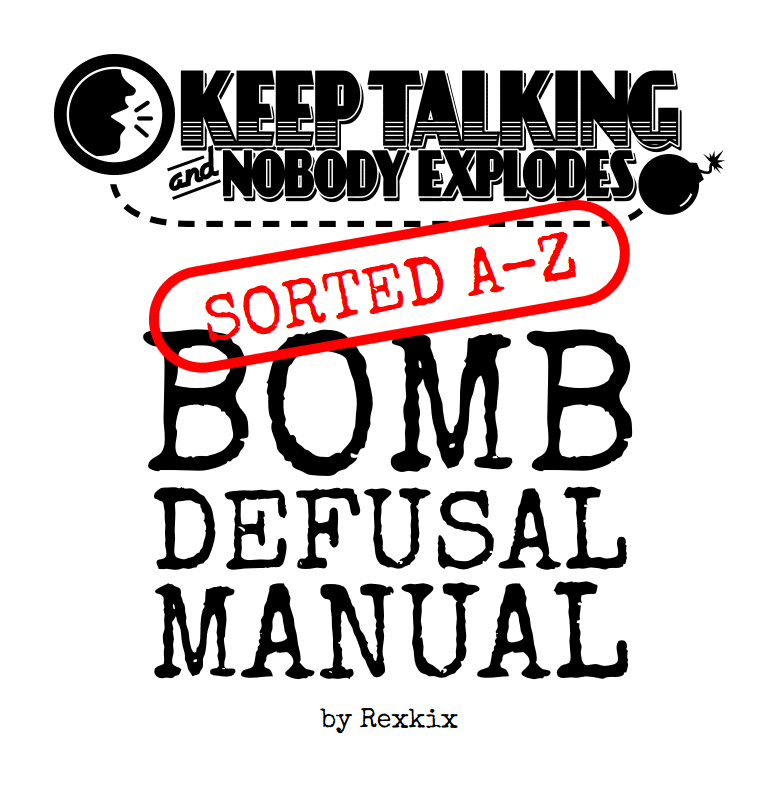 KEEP TALKING
and NOBODY EXPLODES
SORTED A-Z
BOMB
DEFUSAL
MANUAL
by Rexkix